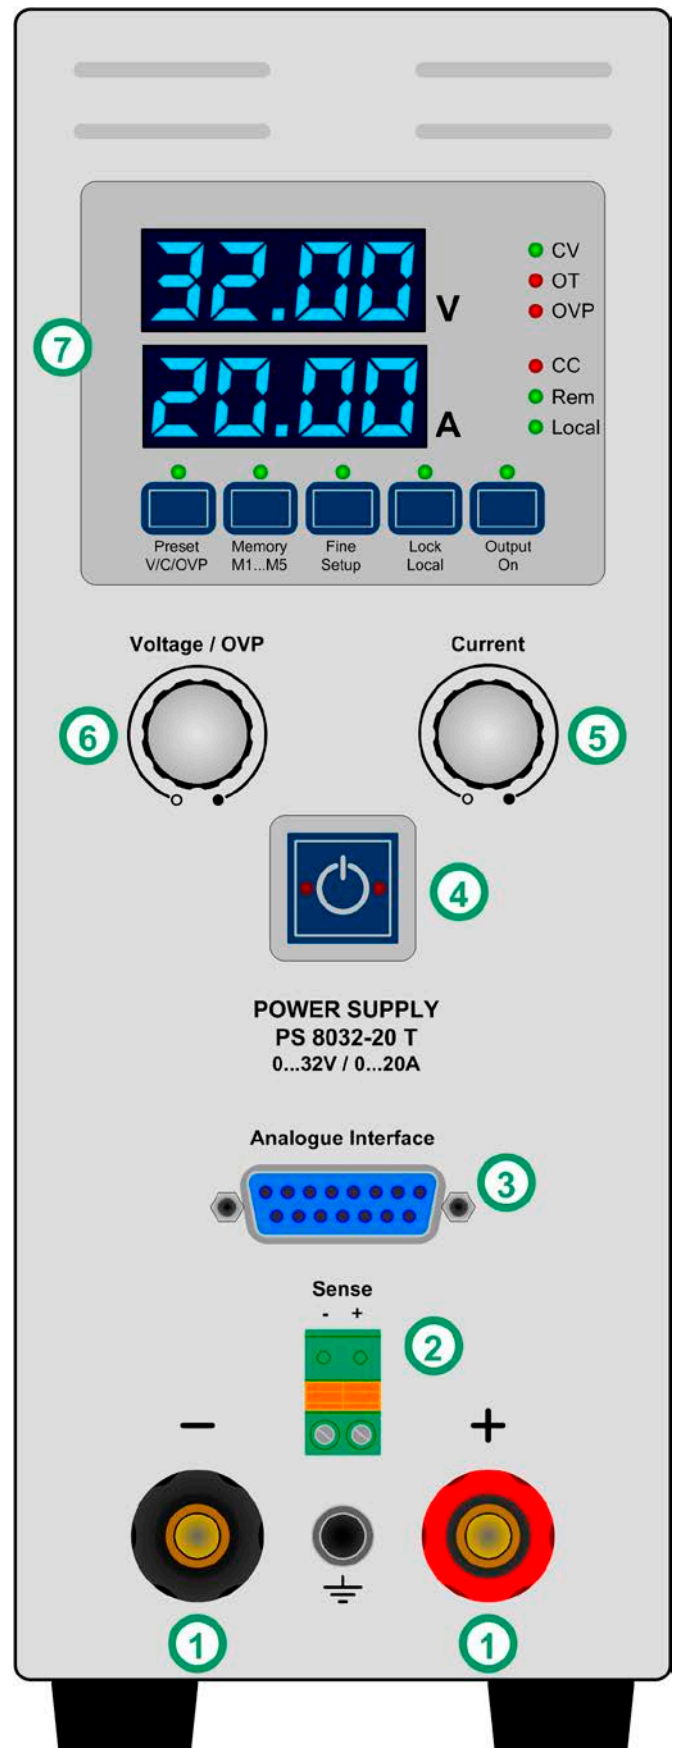 32.00 V
CV
OT
OVP
7
20.00 A
CC
Rem
Local
Preset
V/C/OVP
Memory
M1...M5
Fine
Setup
Lock
Local
Output
On
Voltage / OVP
Current
6
5
4
POWER SUPPLY
PS 8032-20 T
0...32V / 0...20A
Analogue Interface
3
Sense
- +
2
− +
1
1